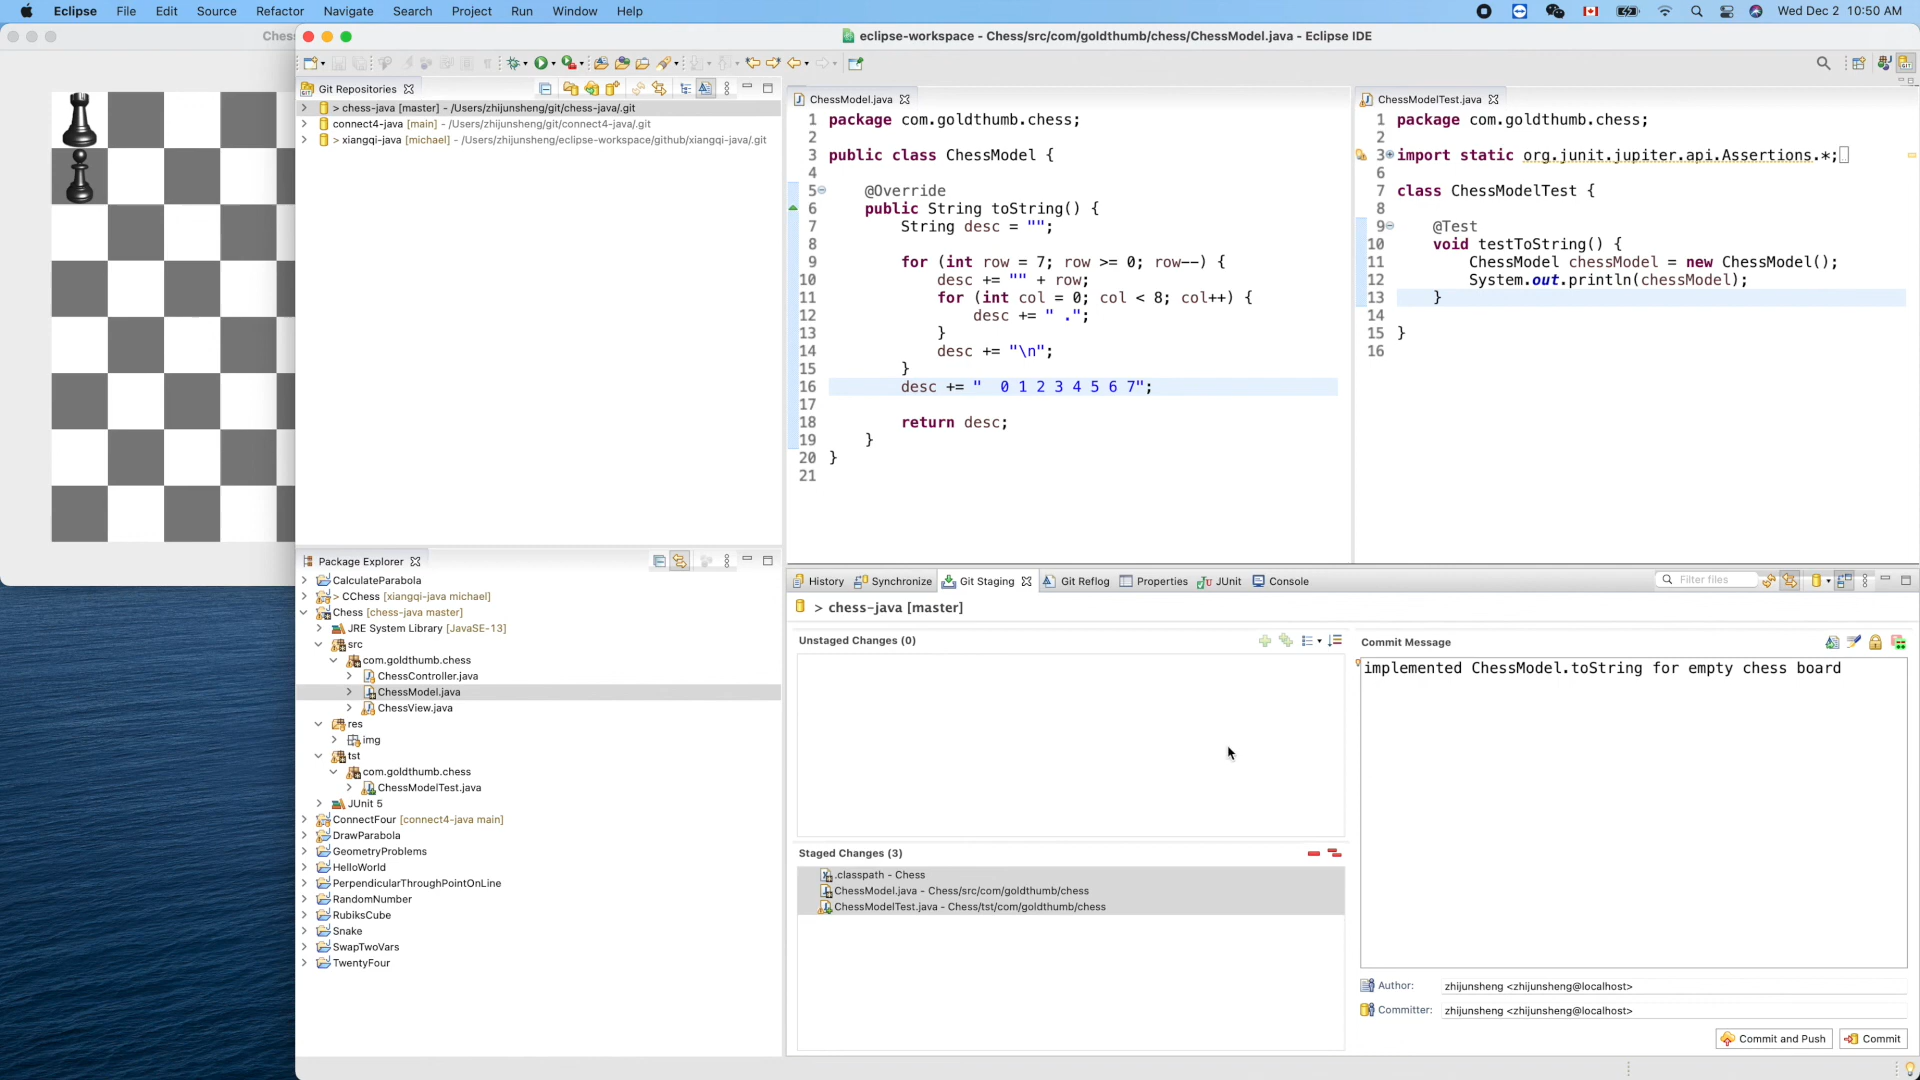 Eclipse File Edit Source Refactor Navigate Search Project Run Window Help
Wed Dec 2 10:50 AM
Ches
eclipse-workspace - Chess/src/com/goldthumb/chess/ChessModel.java - Eclipse IDE
Git Repositories
> chess-java [master] - /Users/zhijunsheng/git/chess-java/.git
connect4-java [main] - /Users/zhijunsheng/git/connect4-java/.git
> xiangqi-java [michael] - /Users/zhijunsheng/eclipse-workspace/github/xiangqi-java/.git
Package Explorer
CalculateParabola
> CChess [xiangqi-java michael]
Chess [chess-java master]
JRE System Library [JavaSE-13]
src
com.goldthumb.chess
ChessController.java
ChessModel.java
ChessView.java
res
img
tst
com.goldthumb.chess
ChessModelTest.java
JUnit 5
ConnectFour [connect4-java main]
DrawParabola
GeometryProblems
HelloWorld
PerpendicularThroughPointOnLine
RandomNumber
RubiksCube
Snake
SwapTwoVars
TwentyFour
ChessModel.java
1 package com.goldthumb.chess;
2
3 public class ChessModel {
4
5 @Override
6 public String toString() {
7 String desc = "";
8
9 for (int row = 7; row >= 0; row--) {
10 desc += "" + row;
11 for (int col = 0; col < 8; col++) {
12 desc += " .";
13 }
14 desc += "\n";
15 }
16 desc += "  0 1 2 3 4 5 6 7";
17
18 return desc;
19 }
20 }
21
ChessModelTest.java
1 package com.goldthumb.chess;
2
3 import static org.junit.jupiter.api.Assertions.*;
6
7 class ChessModelTest {
8
9 @Test
10 void testToString() {
11 ChessModel chessModel = new ChessModel();
12 System.out.println(chessModel);
13 }
14
15 }
16
History Synchronize Git Staging Git Reflog Properties JUnit Console
Filter files
> chess-java [master]
Unstaged Changes (0)
Staged Changes (3)
.classpath - Chess
ChessModel.java - Chess/src/com/goldthumb/chess
ChessModelTest.java - Chess/tst/com/goldthumb/chess
Commit Message
implemented ChessModel.toString for empty chess board
Author: zhijunsheng <zhijunsheng@localhost>
Committer: zhijunsheng <zhijunsheng@localhost>
Commit and Push Commit